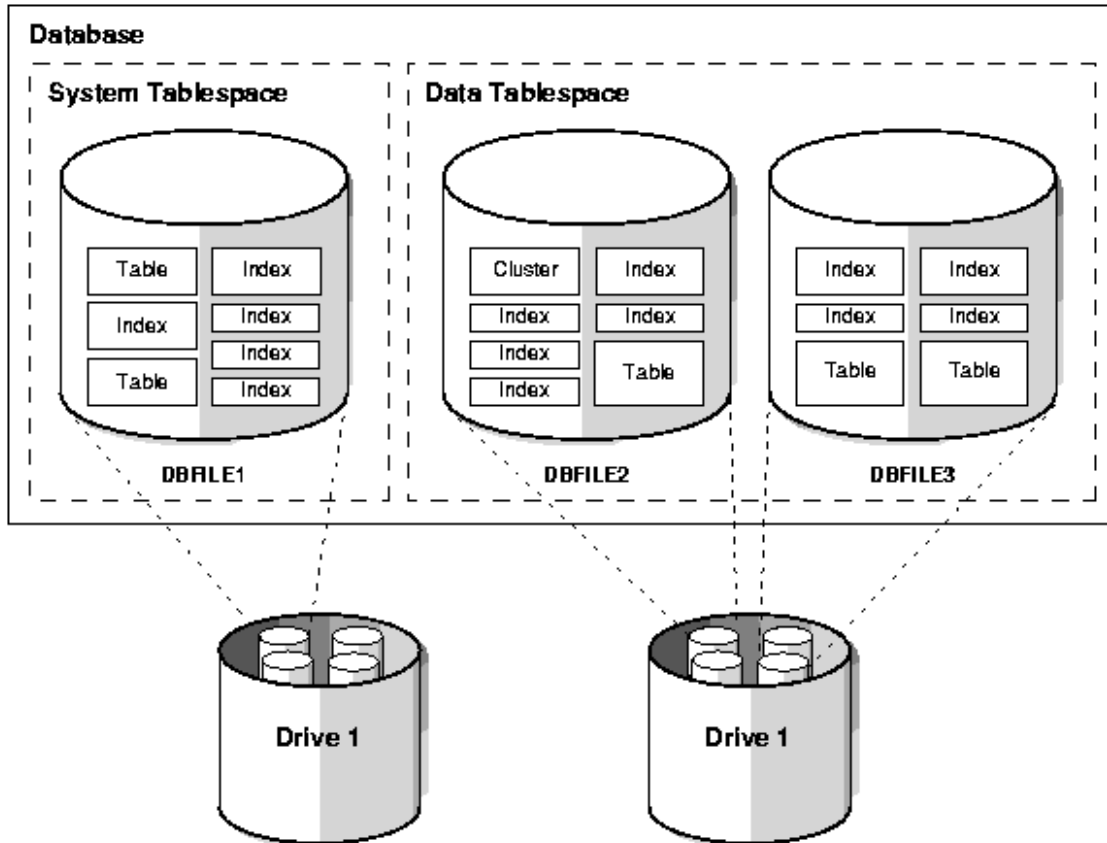 Database
System Tablespace
Data Tablespace
Table
Index
Index
Index
Table
Index
Index
DBFILE1
Cluster
Index
Index
Index
Index
Table
Index
DBFILE2
Index
Index
Index
Index
Table
Table
DBFILE3
Drive 1
Drive 1